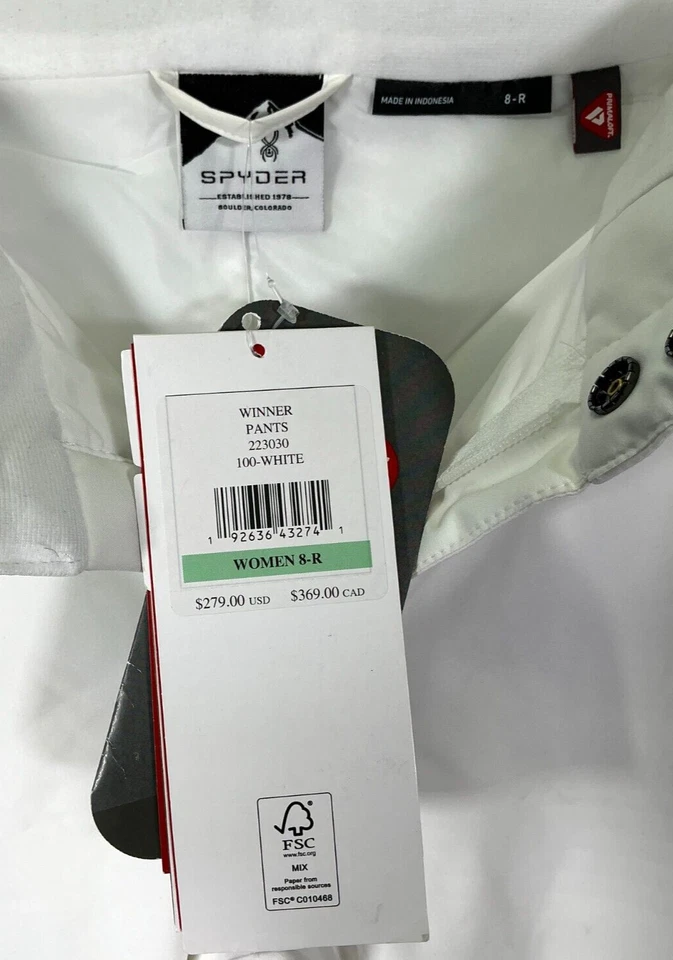 SPYDER
ESTABLISHED 1978
BOULDER, COLORADO
MADE IN INDONESIA 8-R
PRIMALOFT
WINNER
PANTS
223030
100-WHITE
1 92636 43274 1
WOMEN 8-R
$279.00 USD $369.00 CAD
FSC
www.fsc.org
MIX
Paper from
responsible sources
FSC® C010468